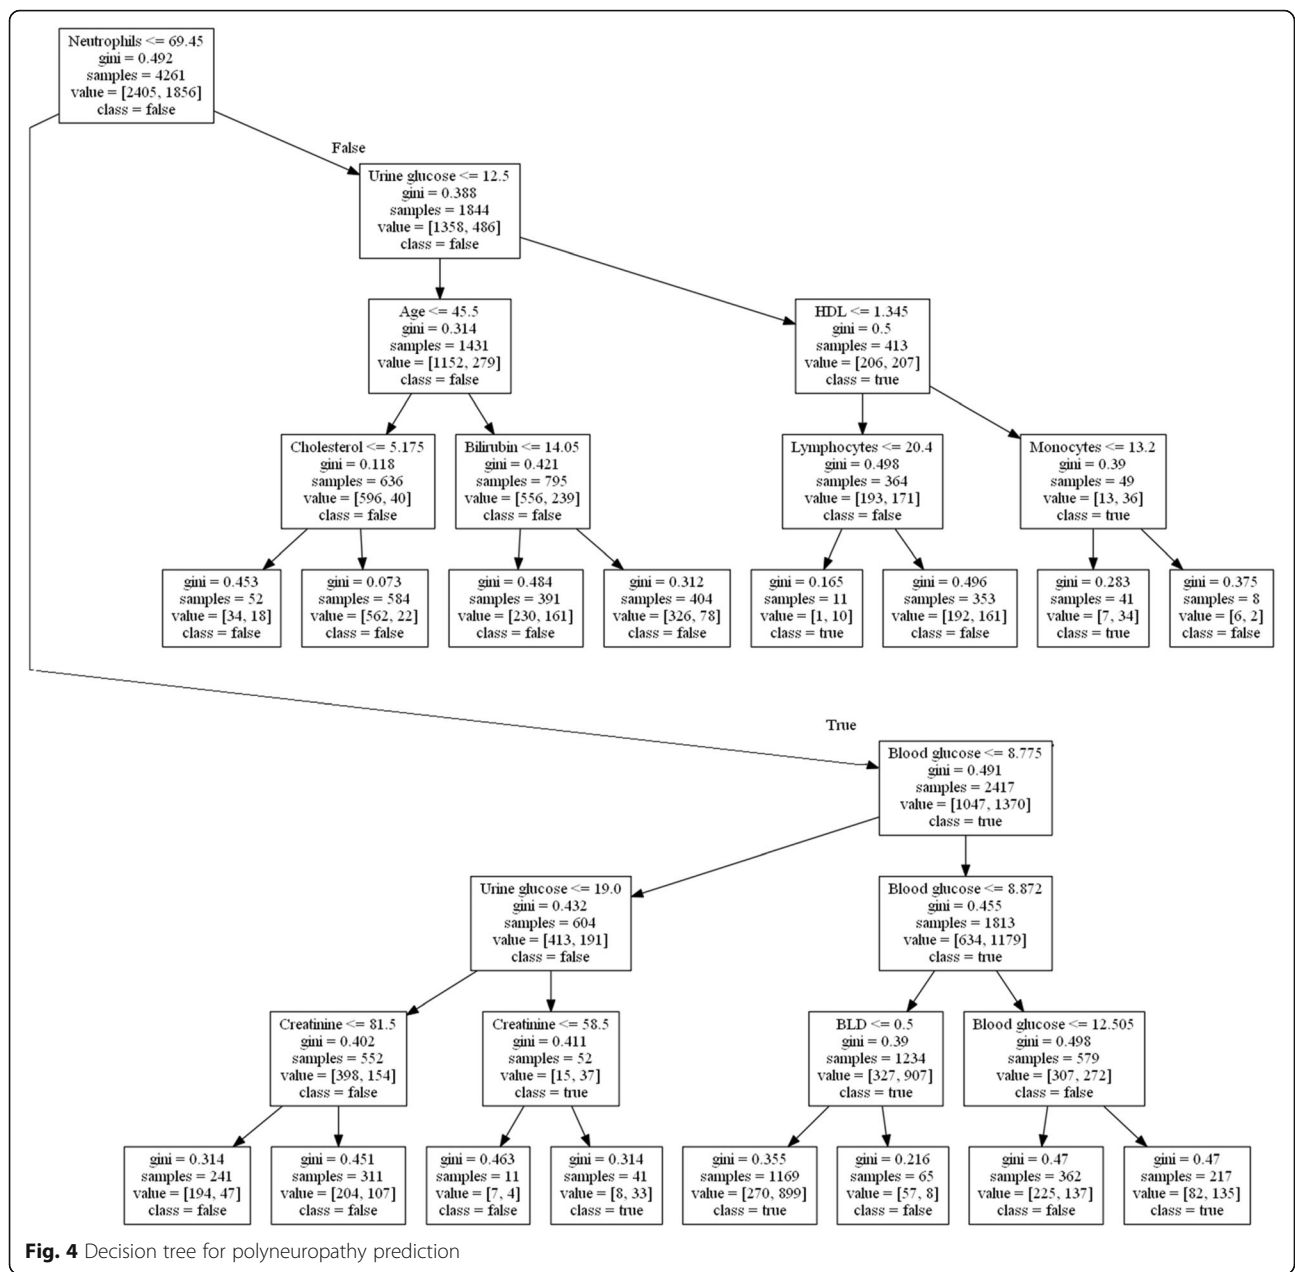 Neutrophils <= 69.45
gini = 0.492
samples = 4261
value = [2405, 1856]
class = false
False
Urine glucose <= 12.5
gini = 0.388
samples = 1844
value = [1358, 486]
class = false
Age <= 45.5
gini = 0.314
samples = 1431
value = [1152, 279]
class = false
HDL <= 1.345
gini = 0.5
samples = 413
value = [206, 207]
class = true
Cholesterol <= 5.175
gini = 0.118
samples = 636
value = [596, 40]
class = false
Bilirubin <= 14.05
gini = 0.421
samples = 795
value = [556, 239]
class = false
Lymphocytes <= 20.4
gini = 0.498
samples = 364
value = [193, 171]
class = false
Monocytes <= 13.2
gini = 0.39
samples = 49
value = [13, 36]
class = true
gini = 0.453
samples = 52
value = [34, 18]
class = false
gini = 0.073
samples = 584
value = [562, 22]
class = false
gini = 0.484
samples = 391
value = [230, 161]
class = false
gini = 0.312
samples = 404
value = [326, 78]
class = false
gini = 0.165
samples = 11
value = [1, 10]
class = true
gini = 0.496
samples = 353
value = [192, 161]
class = false
gini = 0.283
samples = 41
value = [7, 34]
class = true
gini = 0.375
samples = 8
value = [6, 2]
class = false
True
Blood glucose <= 8.775
gini = 0.491
samples = 2417
value = [1047, 1370]
class = true
Urine glucose <= 19.0
gini = 0.432
samples = 604
value = [413, 191]
class = false
Blood glucose <= 8.872
gini = 0.455
samples = 1813
value = [634, 1179]
class = true
Creatinine <= 81.5
gini = 0.402
samples = 552
value = [398, 154]
class = false
Creatinine <= 58.5
gini = 0.411
samples = 52
value = [15, 37]
class = true
BLD <= 0.5
gini = 0.39
samples = 1234
value = [327, 907]
class = true
Blood glucose <= 12.505
gini = 0.498
samples = 579
value = [307, 272]
class = false
gini = 0.314
samples = 241
value = [194, 47]
class = false
gini = 0.451
samples = 311
value = [204, 107]
class = false
gini = 0.463
samples = 11
value = [7, 4]
class = false
gini = 0.314
samples = 41
value = [8, 33]
class = true
gini = 0.355
samples = 1169
value = [270, 899]
class = true
gini = 0.216
samples = 65
value = [57, 8]
class = false
gini = 0.47
samples = 362
value = [225, 137]
class = false
gini = 0.47
samples = 217
value = [82, 135]
class = true
Fig. 4 Decision tree for polyneuropathy prediction